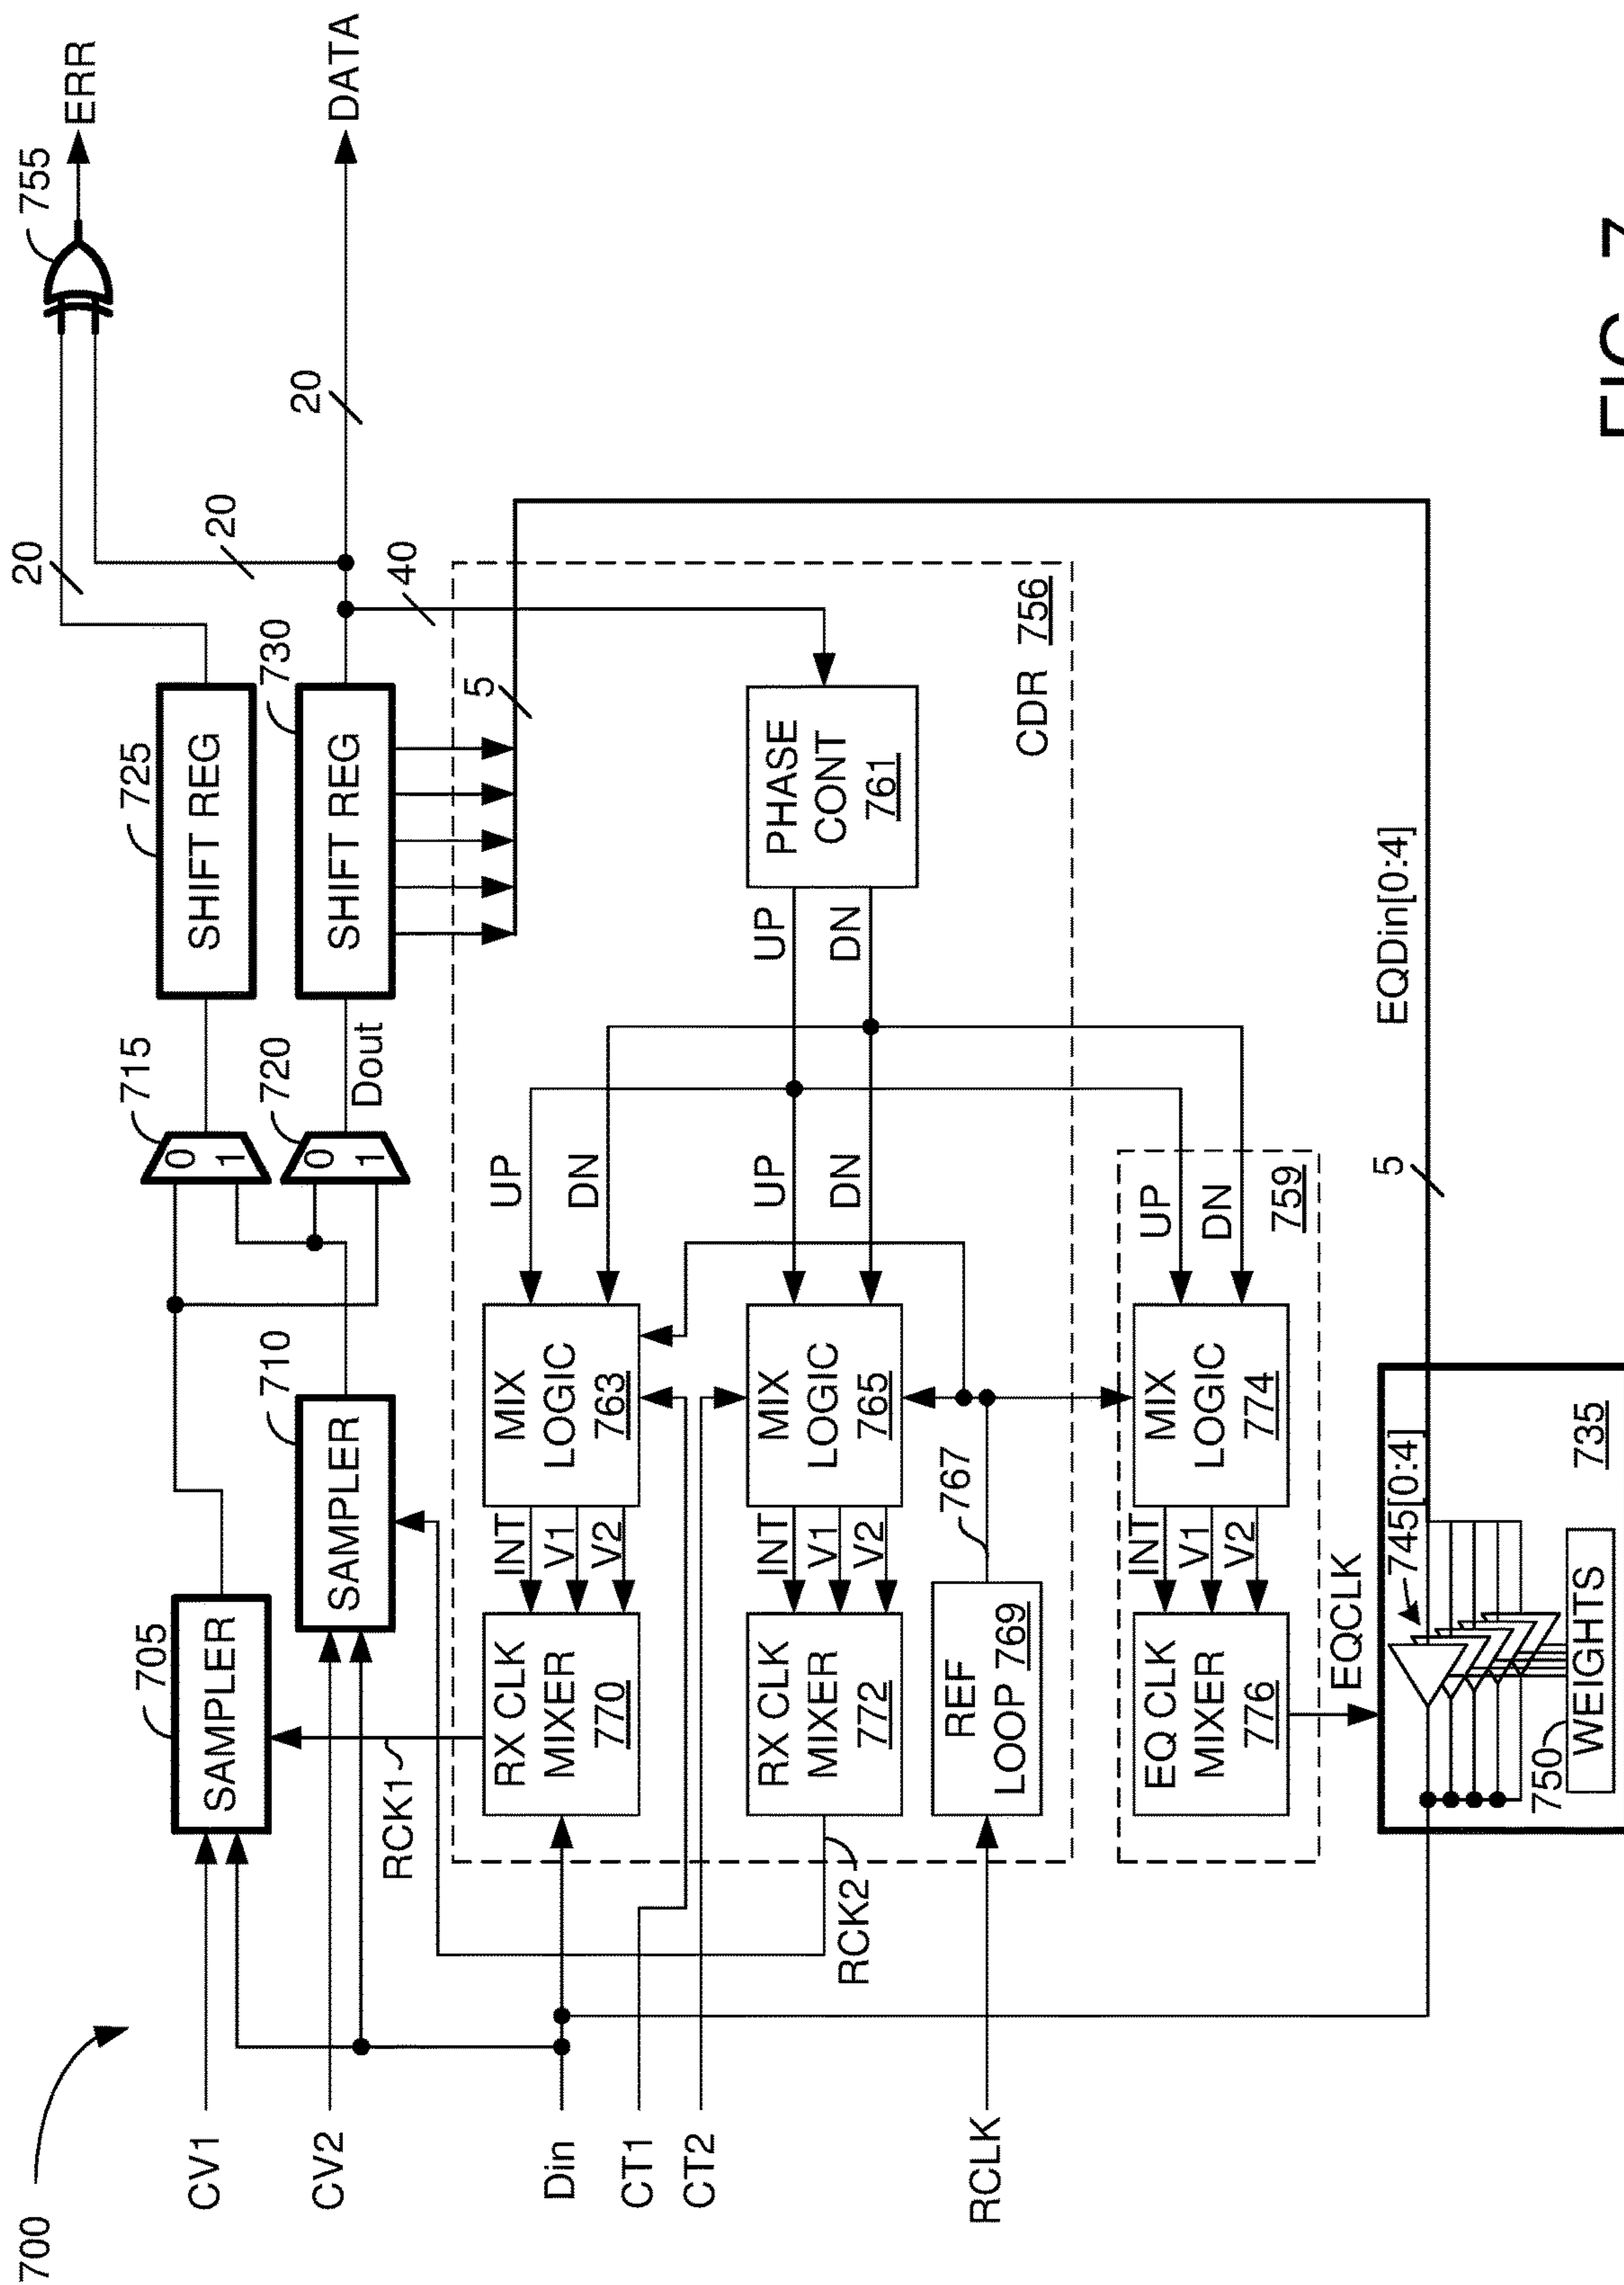 700
CV1
CV2
Din
CT1
CT2
RCLK
705
SAMPLER
710
SAMPLER
RCK1
RCK2
715
0
1
720
0
1
Dout
725
SHIFT REG
730
SHIFT REG
20
20
20
40
5
755
ERR
DATA
CDR 756
RX CLK
MIXER
770
INT
V1
V2
MIX
LOGIC
763
UP
DN
RX CLK
MIXER
772
INT
V1
V2
MIX
LOGIC
765
UP
DN
UP
DN
PHASE
CONT
761
REF
LOOP 769
767
EQ CLK
MIXER
776
INT
V1
V2
MIX
LOGIC
774
UP
DN
759
EQCLK
EQDin[0:4]
5
745[0:4]
735
750
WEIGHTS